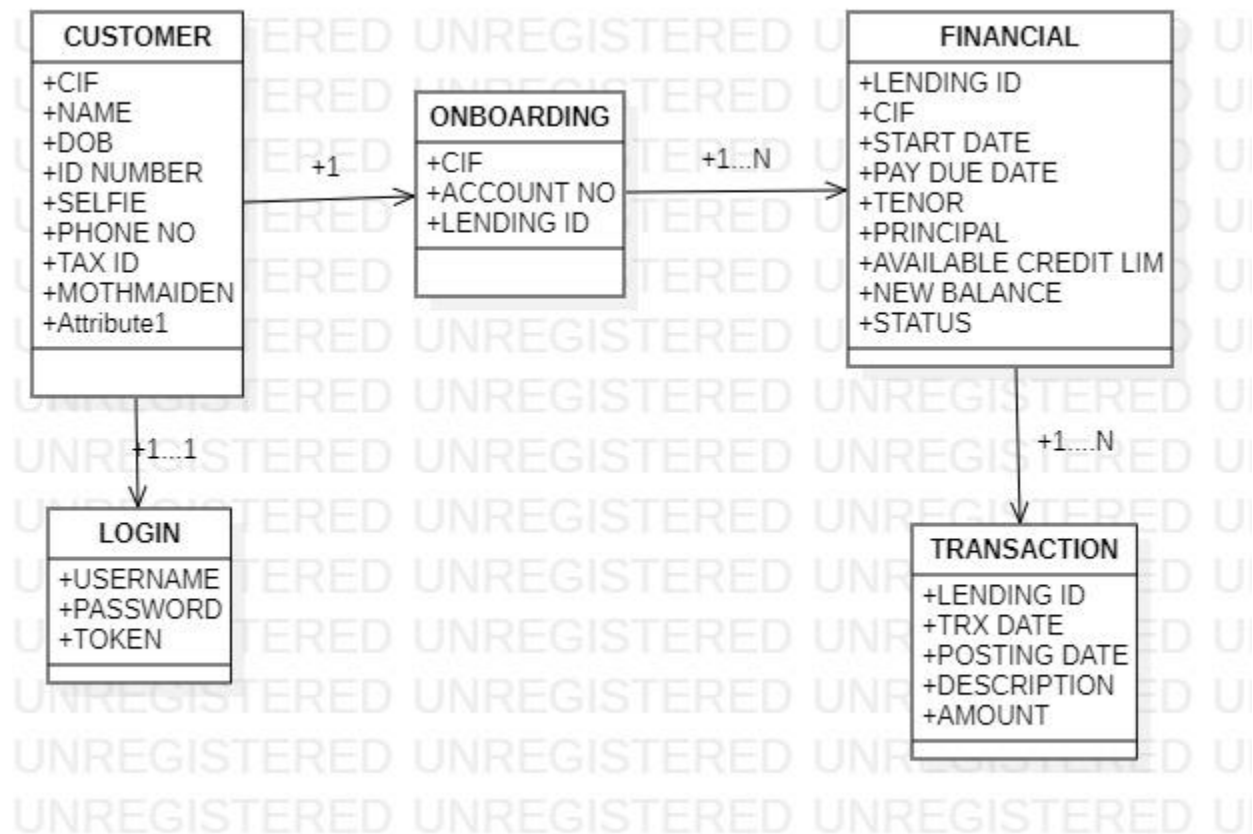 CUSTOMER
+CIF
+NAME
+DOB
+ID NUMBER
+SELFIE
+PHONE NO
+TAX ID
+MOTHMAIDEN
+Attribute1
+1
ONBOARDING
+CIF
+ACCOUNT NO
+LENDING ID
+1...N
FINANCIAL
+LENDING ID
+CIF
+START DATE
+PAY DUE DATE
+TENOR
+PRINCIPAL
+AVAILABLE CREDIT LIM
+NEW BALANCE
+STATUS
+1...1
+1....N
LOGIN
+USERNAME
+PASSWORD
+TOKEN
TRANSACTION
+LENDING ID
+TRX DATE
+POSTING DATE
+DESCRIPTION
+AMOUNT
UNREGISTERED